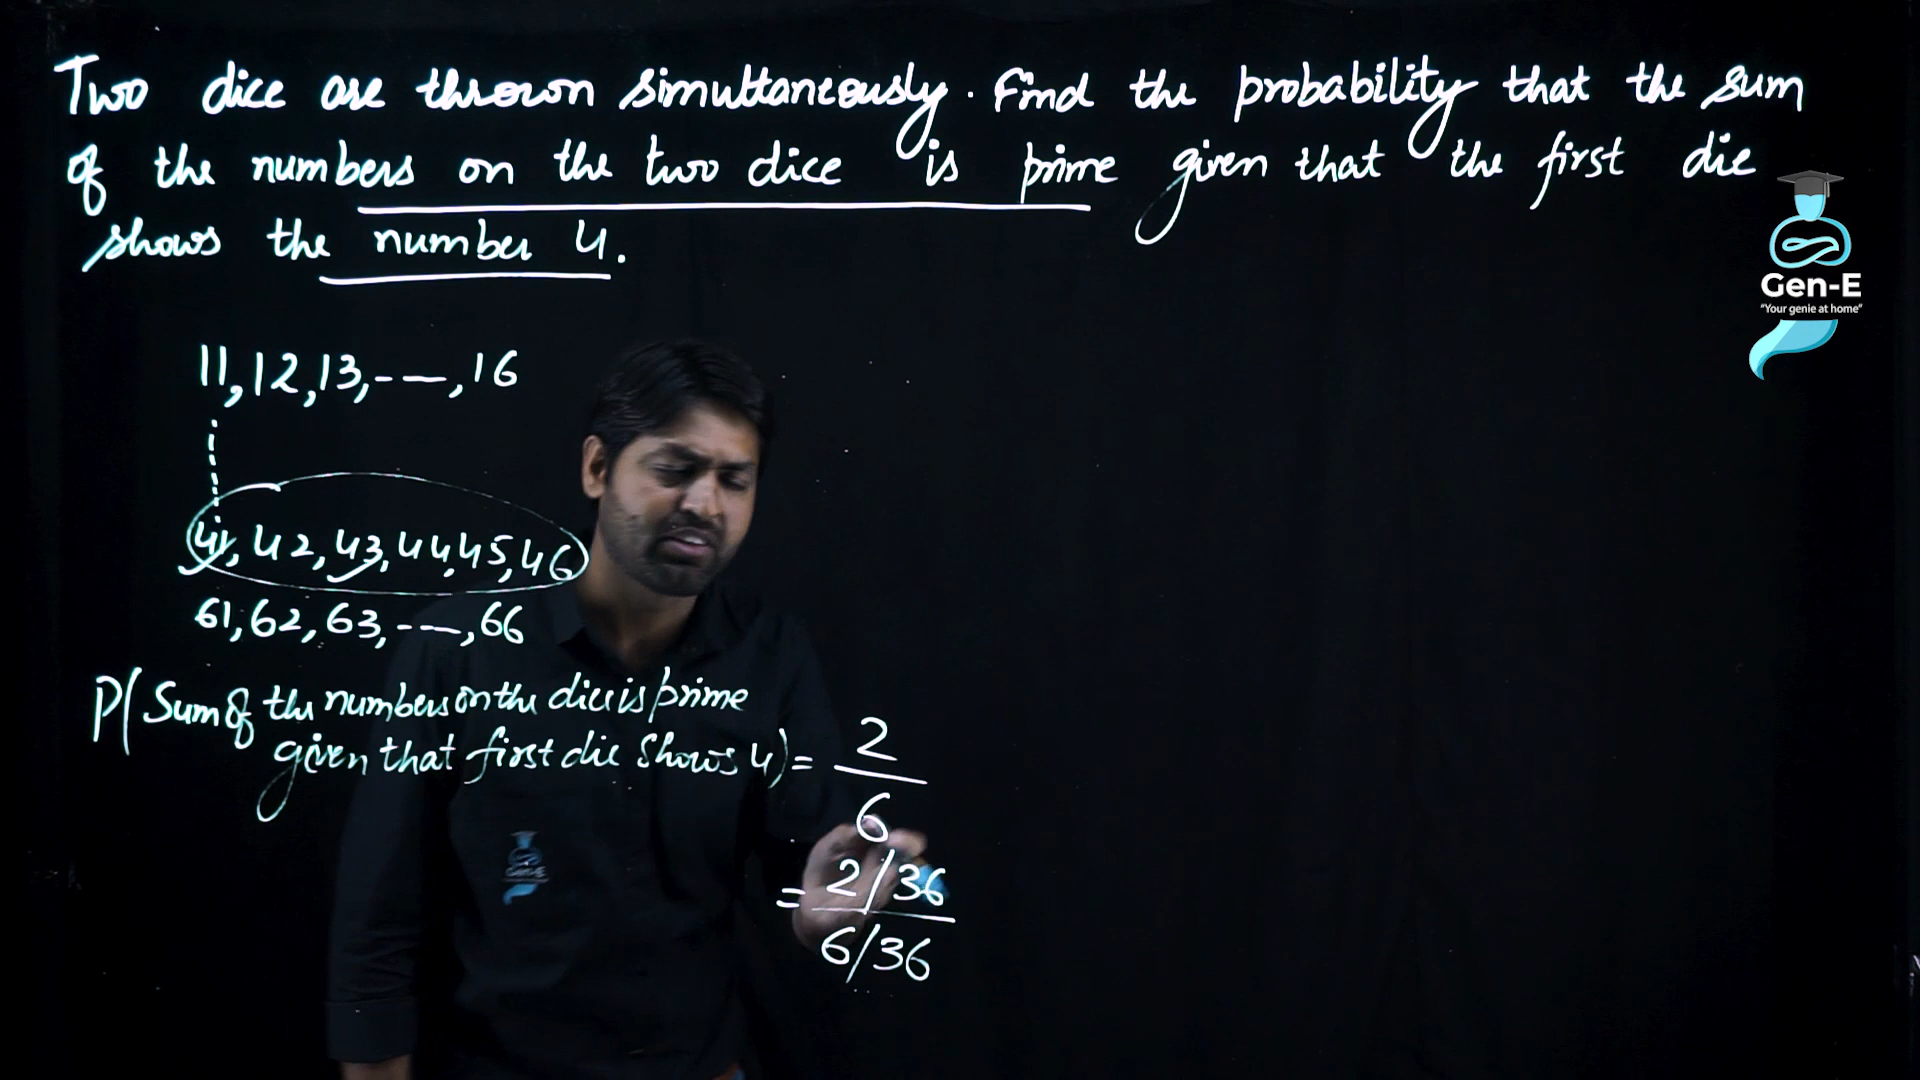 Two dice are thrown simultaneously. Find the probability that the sum
of the numbers on the two dice is prime given that the first die
shows the number 4.
Gen-E
"Your genie at home"
11, 12, 13, ----, 16
41, 42, 43, 44, 45, 46
61, 62, 63, ----, 66
P( Sum of the numbers on the dice is prime
given that first die shows 4) = 2/6
= 2/36
6/36
Gen-E